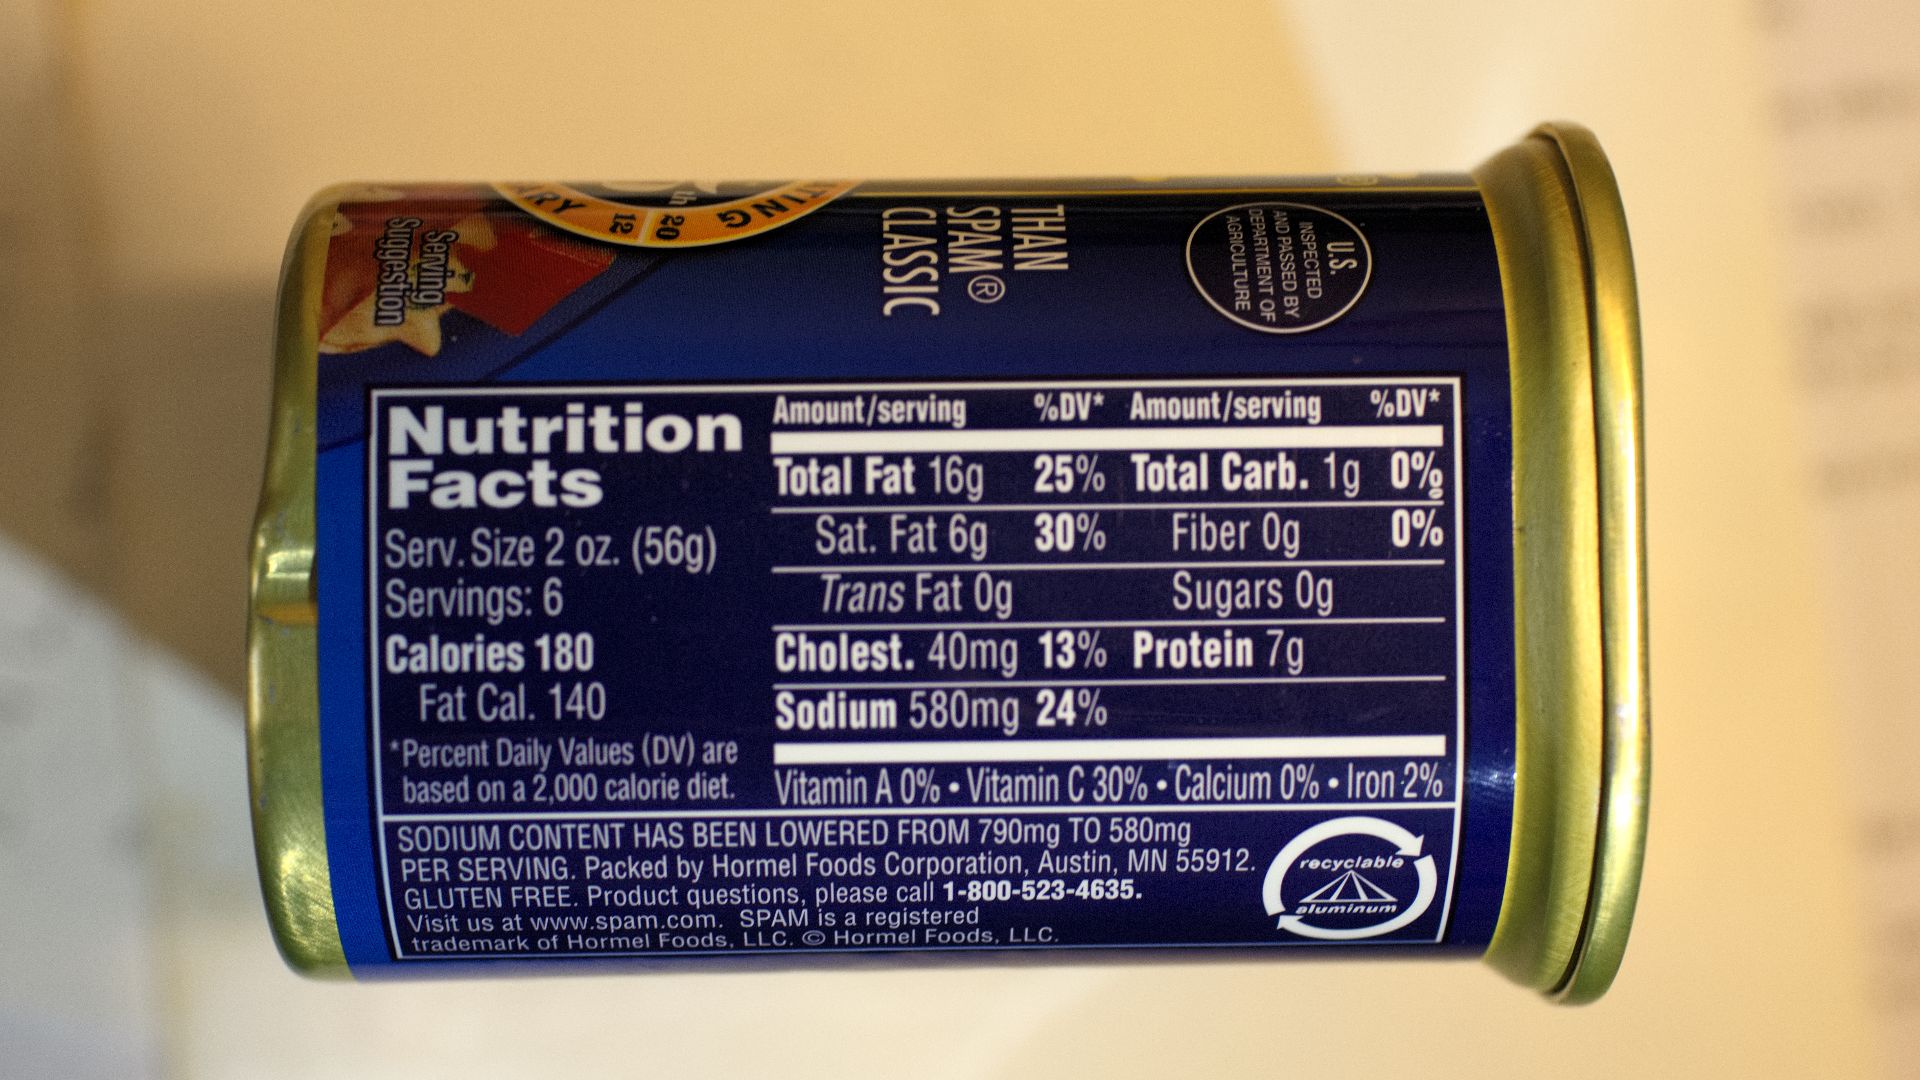 Serving
Suggestion
12 20
th
THAN
SPAM®
CLASSIC
U.S.
INSPECTED
AND PASSED BY
DEPARTMENT OF
AGRICULTURE
Nutrition
Facts
Serv. Size 2 oz. (56g)
Servings: 6
Calories 180
Fat Cal. 140
*Percent Daily Values (DV) are
based on a 2,000 calorie diet.
Amount/serving %DV* Amount/serving %DV*
Total Fat 16g 25% Total Carb. 1g 0%
Sat. Fat 6g 30% Fiber 0g 0%
Trans Fat 0g Sugars 0g
Cholest. 40mg 13% Protein 7g
Sodium 580mg 24%
Vitamin A 0% • Vitamin C 30% • Calcium 0% • Iron 2%
SODIUM CONTENT HAS BEEN LOWERED FROM 790mg TO 580mg
PER SERVING. Packed by Hormel Foods Corporation, Austin, MN 55912.
GLUTEN FREE. Product questions, please call 1-800-523-4635.
Visit us at www.spam.com. SPAM is a registered
trademark of Hormel Foods, LLC. © Hormel Foods, LLC.
recyclable
aluminum